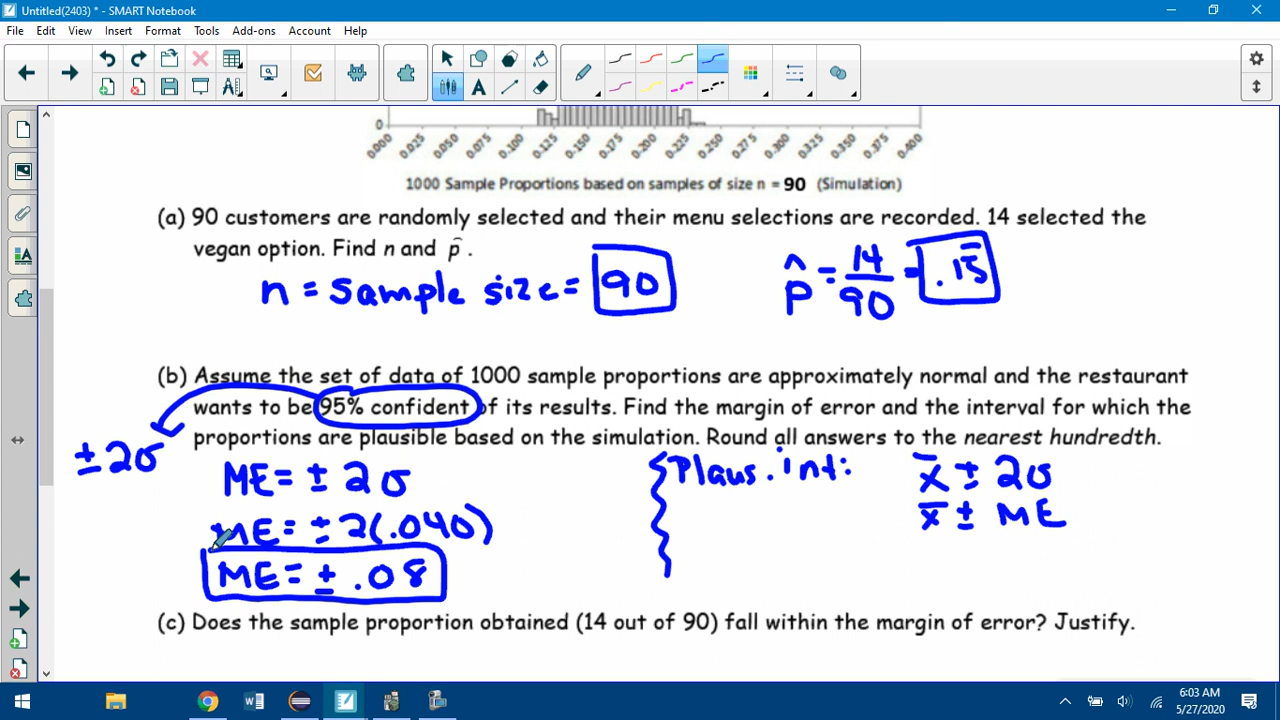 Untitled(2403) * - SMART Notebook
File Edit View Insert Format Tools Add-ons Account Help
0
0.000 0.025 0.050 0.075 0.100 0.125 0.150 0.175 0.200 0.225 0.250 0.275 0.300 0.325 0.350 0.375 0.400
1000 Sample Proportions based on samples of size n = 90 (Simulation)
(a) 90 customers are randomly selected and their menu selections are recorded. 14 selected the
vegan option. Find n and p̂ .
n = sample size = 90
p̂ = 14/90 = .15̅
(b) Assume the set of data of 1000 sample proportions are approximately normal and the restaurant
wants to be 95% confident of its results. Find the margin of error and the interval for which the
proportions are plausible based on the simulation. Round all answers to the nearest hundredth.
± 2σ
ME = ± 2σ
ME = ± 2(.040)
ME = ± .08
Plaus. int:
x̅ ± 2σ
x̅ ± ME
(c) Does the sample proportion obtained (14 out of 90) fall within the margin of error? Justify.
6:03 AM
5/27/2020